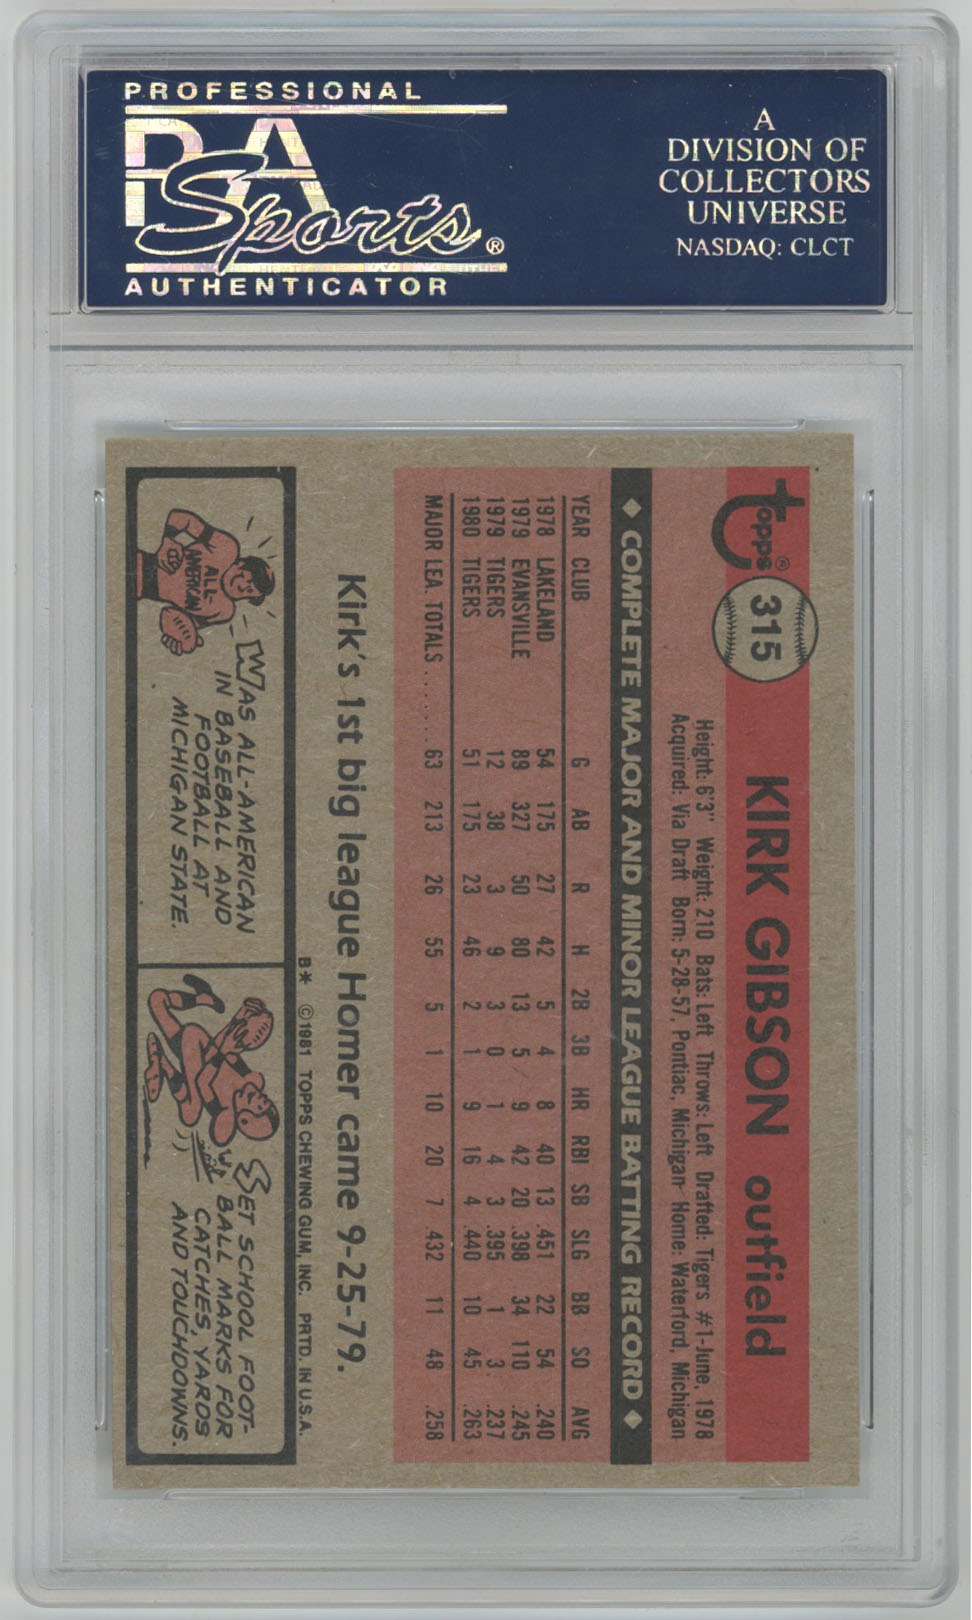 PROFESSIONAL
PSA
Sports®
AUTHENTICATOR
A
DIVISION OF
COLLECTORS
UNIVERSE
NASDAQ: CLCT
Topps®
315
KIRK GIBSON outfield
Height: 6'3" Weight: 210 Bats: Left Throws: Left Drafted: Tigers #1-June, 1978
Acquired: Via Draft Born: 5-28-57, Pontiac, Michigan Home: Waterford, Michigan
◆ COMPLETE MAJOR AND MINOR LEAGUE BATTING RECORD ◆
YEAR CLUB G AB R H 2B 3B HR RBI SB SLG BB SO AVG
1978 LAKELAND 54 175 27 42 5 4 8 40 13 .451 22 54 .240
1979 EVANSVILLE 89 327 50 80 13 5 9 42 20 .398 34 110 .245
1979 TIGERS 12 38 3 9 3 0 1 4 3 .395 1 3 .237
1980 TIGERS 51 175 23 46 2 1 9 16 4 .440 10 45 .263
MAJOR LEA. TOTALS...... 63 213 26 55 5 1 10 20 7 .432 11 48 .258
Kirk's 1st big league Homer came 9-25-79.
B* ©1981 TOPPS CHEWING GUM, INC. PRTD. IN U.S.A.
ALL-
AMERICAN
WAS ALL-AMERICAN
IN BASEBALL AND
FOOTBALL AT
MICHIGAN STATE.
SET SCHOOL FOOT-
BALL MARKS FOR
CATCHES, YARDS
AND TOUCHDOWNS.